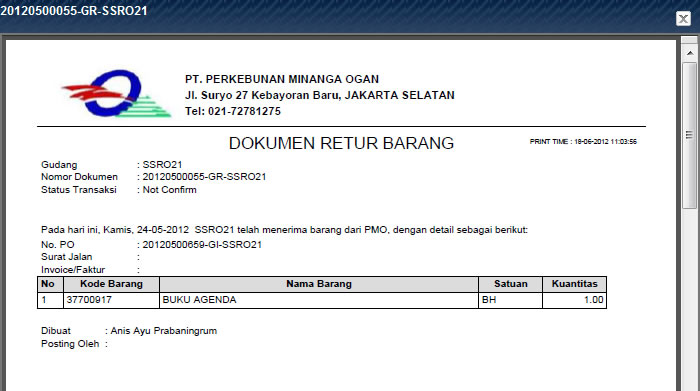 20120500055-GR-SSRO21
PT. PERKEBUNAN MINANGA OGAN
Jl. Suryo 27 Kebayoran Baru, JAKARTA SELATAN
Tel: 021-72781275
DOKUMEN RETUR BARANG
PRINT TIME : 18-06-2012 11:03:56
Gudang : SSRO21
Nomor Dokumen : 20120500055-GR-SSRO21
Status Transaksi : Not Confirm
Pada hari ini, Kamis, 24-05-2012 SSRO21 telah menerima barang dari PMO, dengan detail sebagai berikut:
No. PO : 20120500659-GI-SSRO21
Surat Jalan :
Invoice/Faktur :
No Kode Barang Nama Barang Satuan Kuantitas
1 37700917 BUKU AGENDA BH 1.00
Dibuat : Anis Ayu Prabaningrum
Posting Oleh :